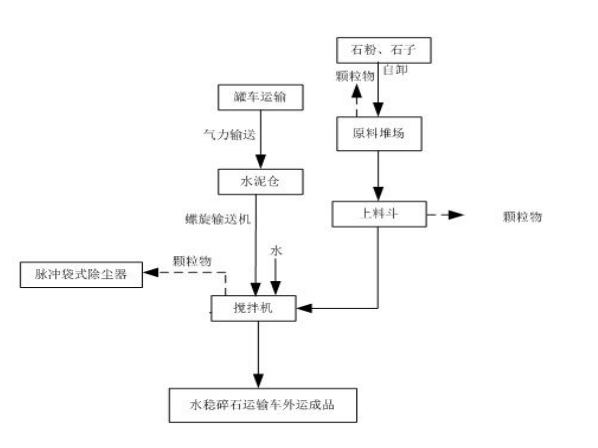 石粉、石子
颗粒物
自卸
罐车运输
气力输送
原料堆场
水泥仓
上料斗
颗粒物
螺旋输送机
水
颗粒物
脉冲袋式除尘器
搅拌机
水稳碎石运输车外运成品